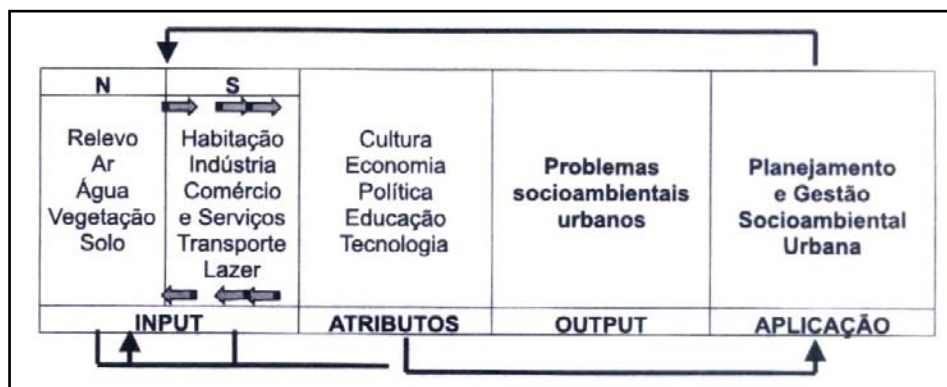 N
S
Relevo
Ar
Água
Vegetação
Solo
Habitação
Indústria
Comércio
e Serviços
Transporte
Lazer
Cultura
Economia
Política
Educação
Tecnologia
Problemas
socioambientais
urbanos
Planejamento
e Gestão
Socioambiental
Urbana
INPUT
ATRIBUTOS
OUTPUT
APLICAÇÃO